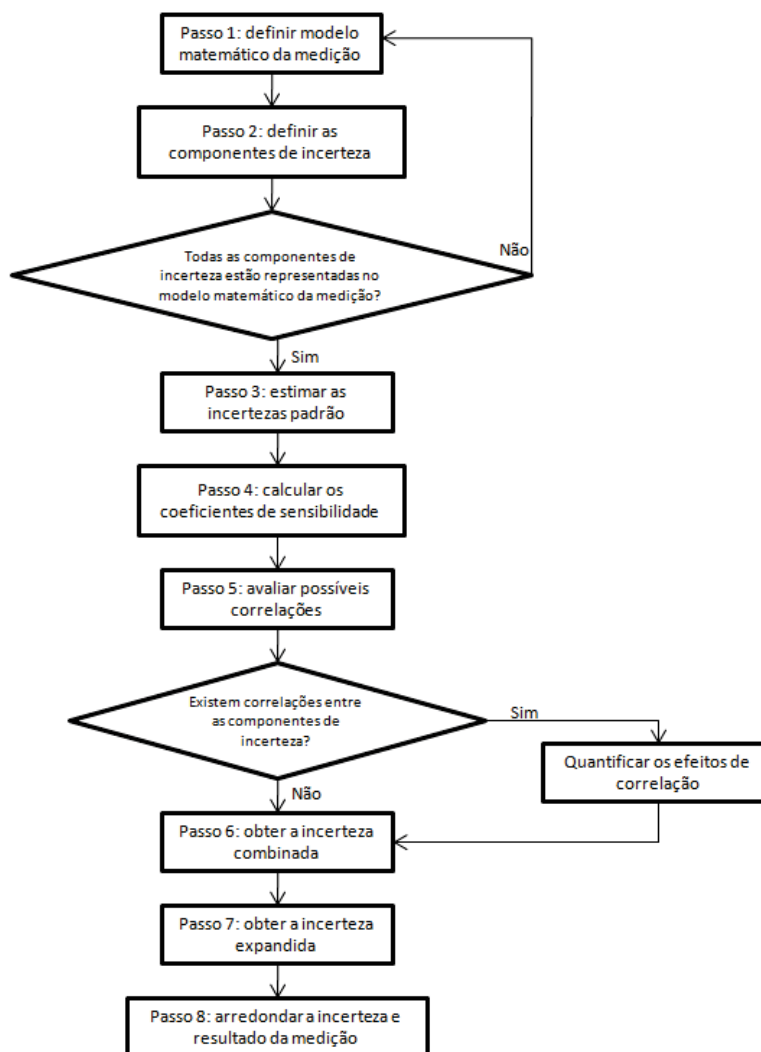 Passo 1: definir modelo
matemático da medição
Passo 2: definir as
componentes de incerteza
Todas as componentes de
incerteza estão representadas no
modelo matemático da medição?
Não
Sim
Passo 3: estimar as
incertezas padrão
Passo 4: calcular os
coeficientes de sensibilidade
Passo 5: avaliar possíveis
correlações
Existem correlações entre
as componentes de
incerteza?
Sim
Quantificar os efeitos de
correlação
Não
Passo 6: obter a incerteza
combinada
Passo 7: obter a incerteza
expandida
Passo 8: arredondar a incerteza e
resultado da medição